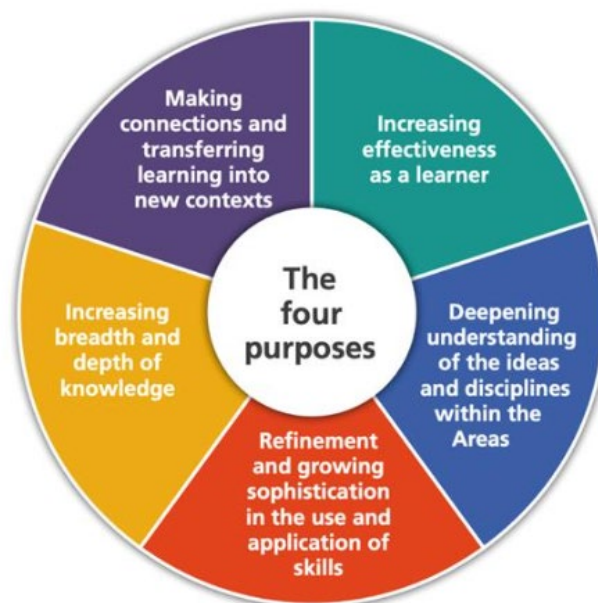 The
four
purposes
Increasing
effectiveness
as a learner
Deepening
understanding
of the ideas
and disciplines
within the
Areas
Refinement
and growing
sophistication
in the use and
application of
skills
Increasing
breadth and
depth of
knowledge
Making
connections and
transferring
learning into
new contexts